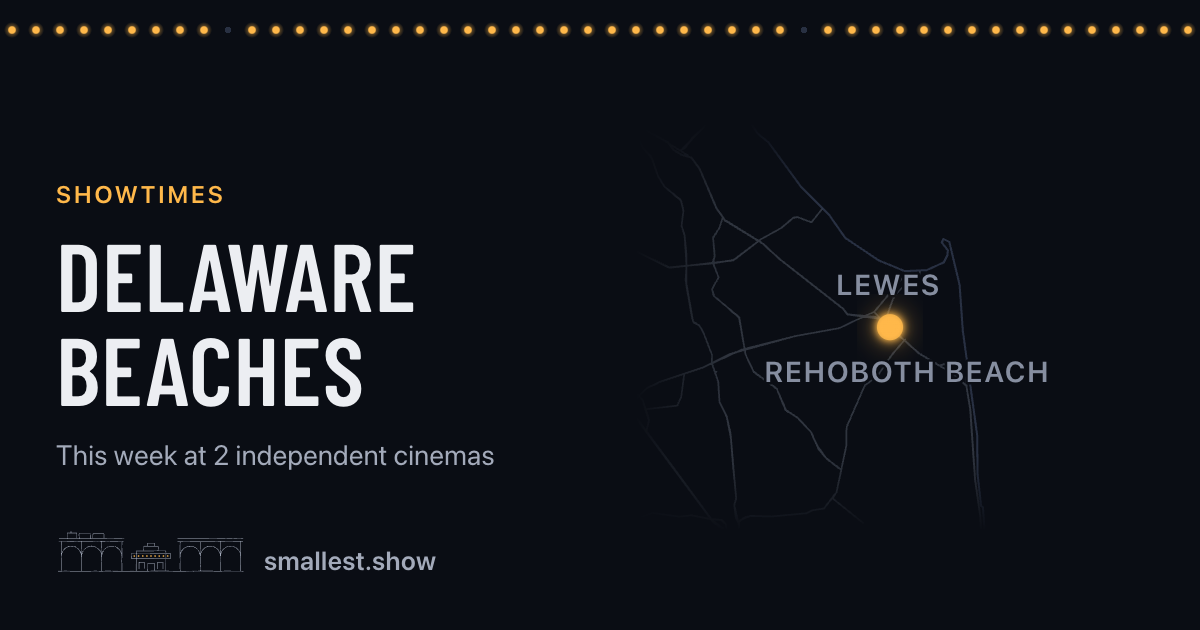 SHOWTIMES
DELAWARE
BEACHES
This week at 2 independent cinemas
smallest.show
LEWES
REHOBOTH BEACH